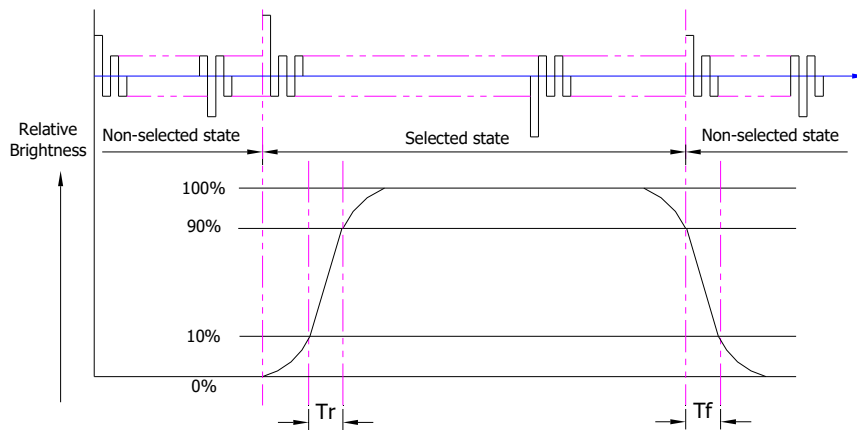 Relative
Brightness
Non-selected state
Selected state
Non-selected state
100%
90%
10%
0%
Tr
Tf